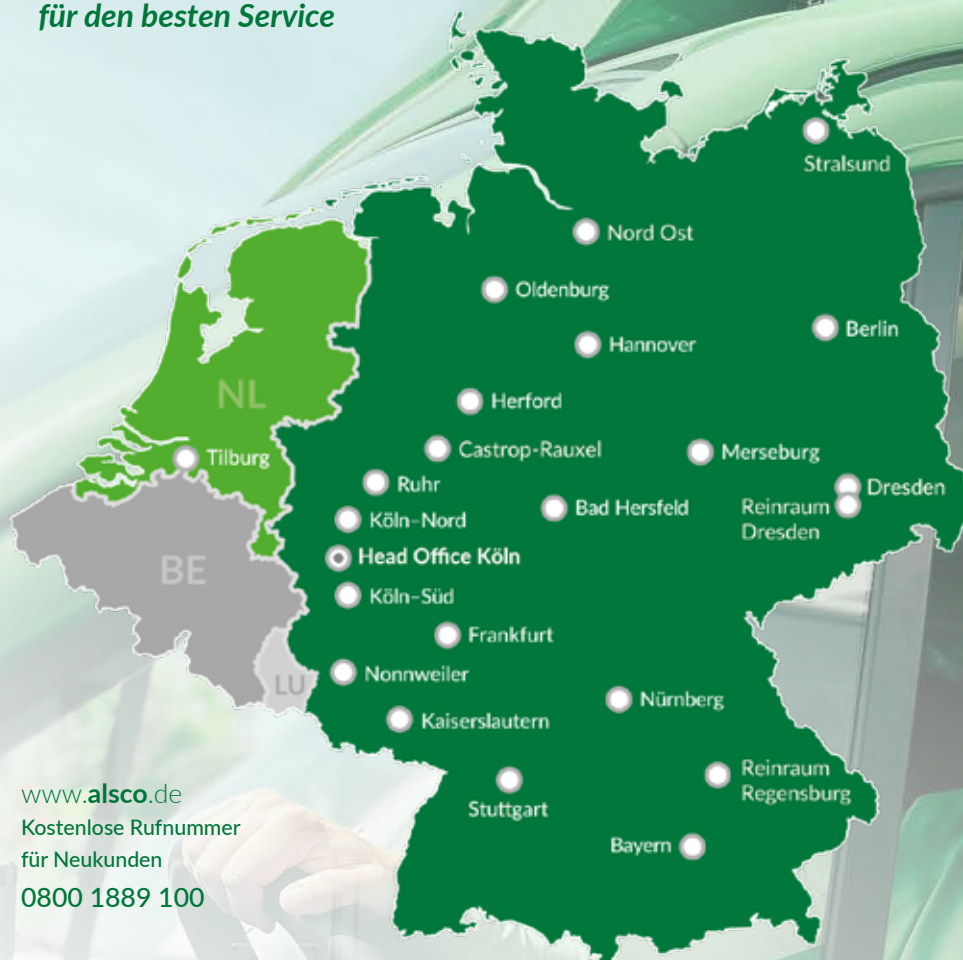 für den besten Service
Stralsund
Nord Ost
Oldenburg
Berlin
Hannover
Herford
NL
Castrop-Rauxel
Merseburg
Tilburg
Ruhr
Dresden
Bad Hersfeld
Reinraum
Dresden
Köln-Nord
Head Office Köln
BE
Köln-Süd
Frankfurt
Nonnweiler
LU
Nürnberg
Kaiserslautern
Reinraum
Regensburg
Stuttgart
Bayern
www.alsco.de
Kostenlose Rufnummer
für Neukunden
0800 1889 100